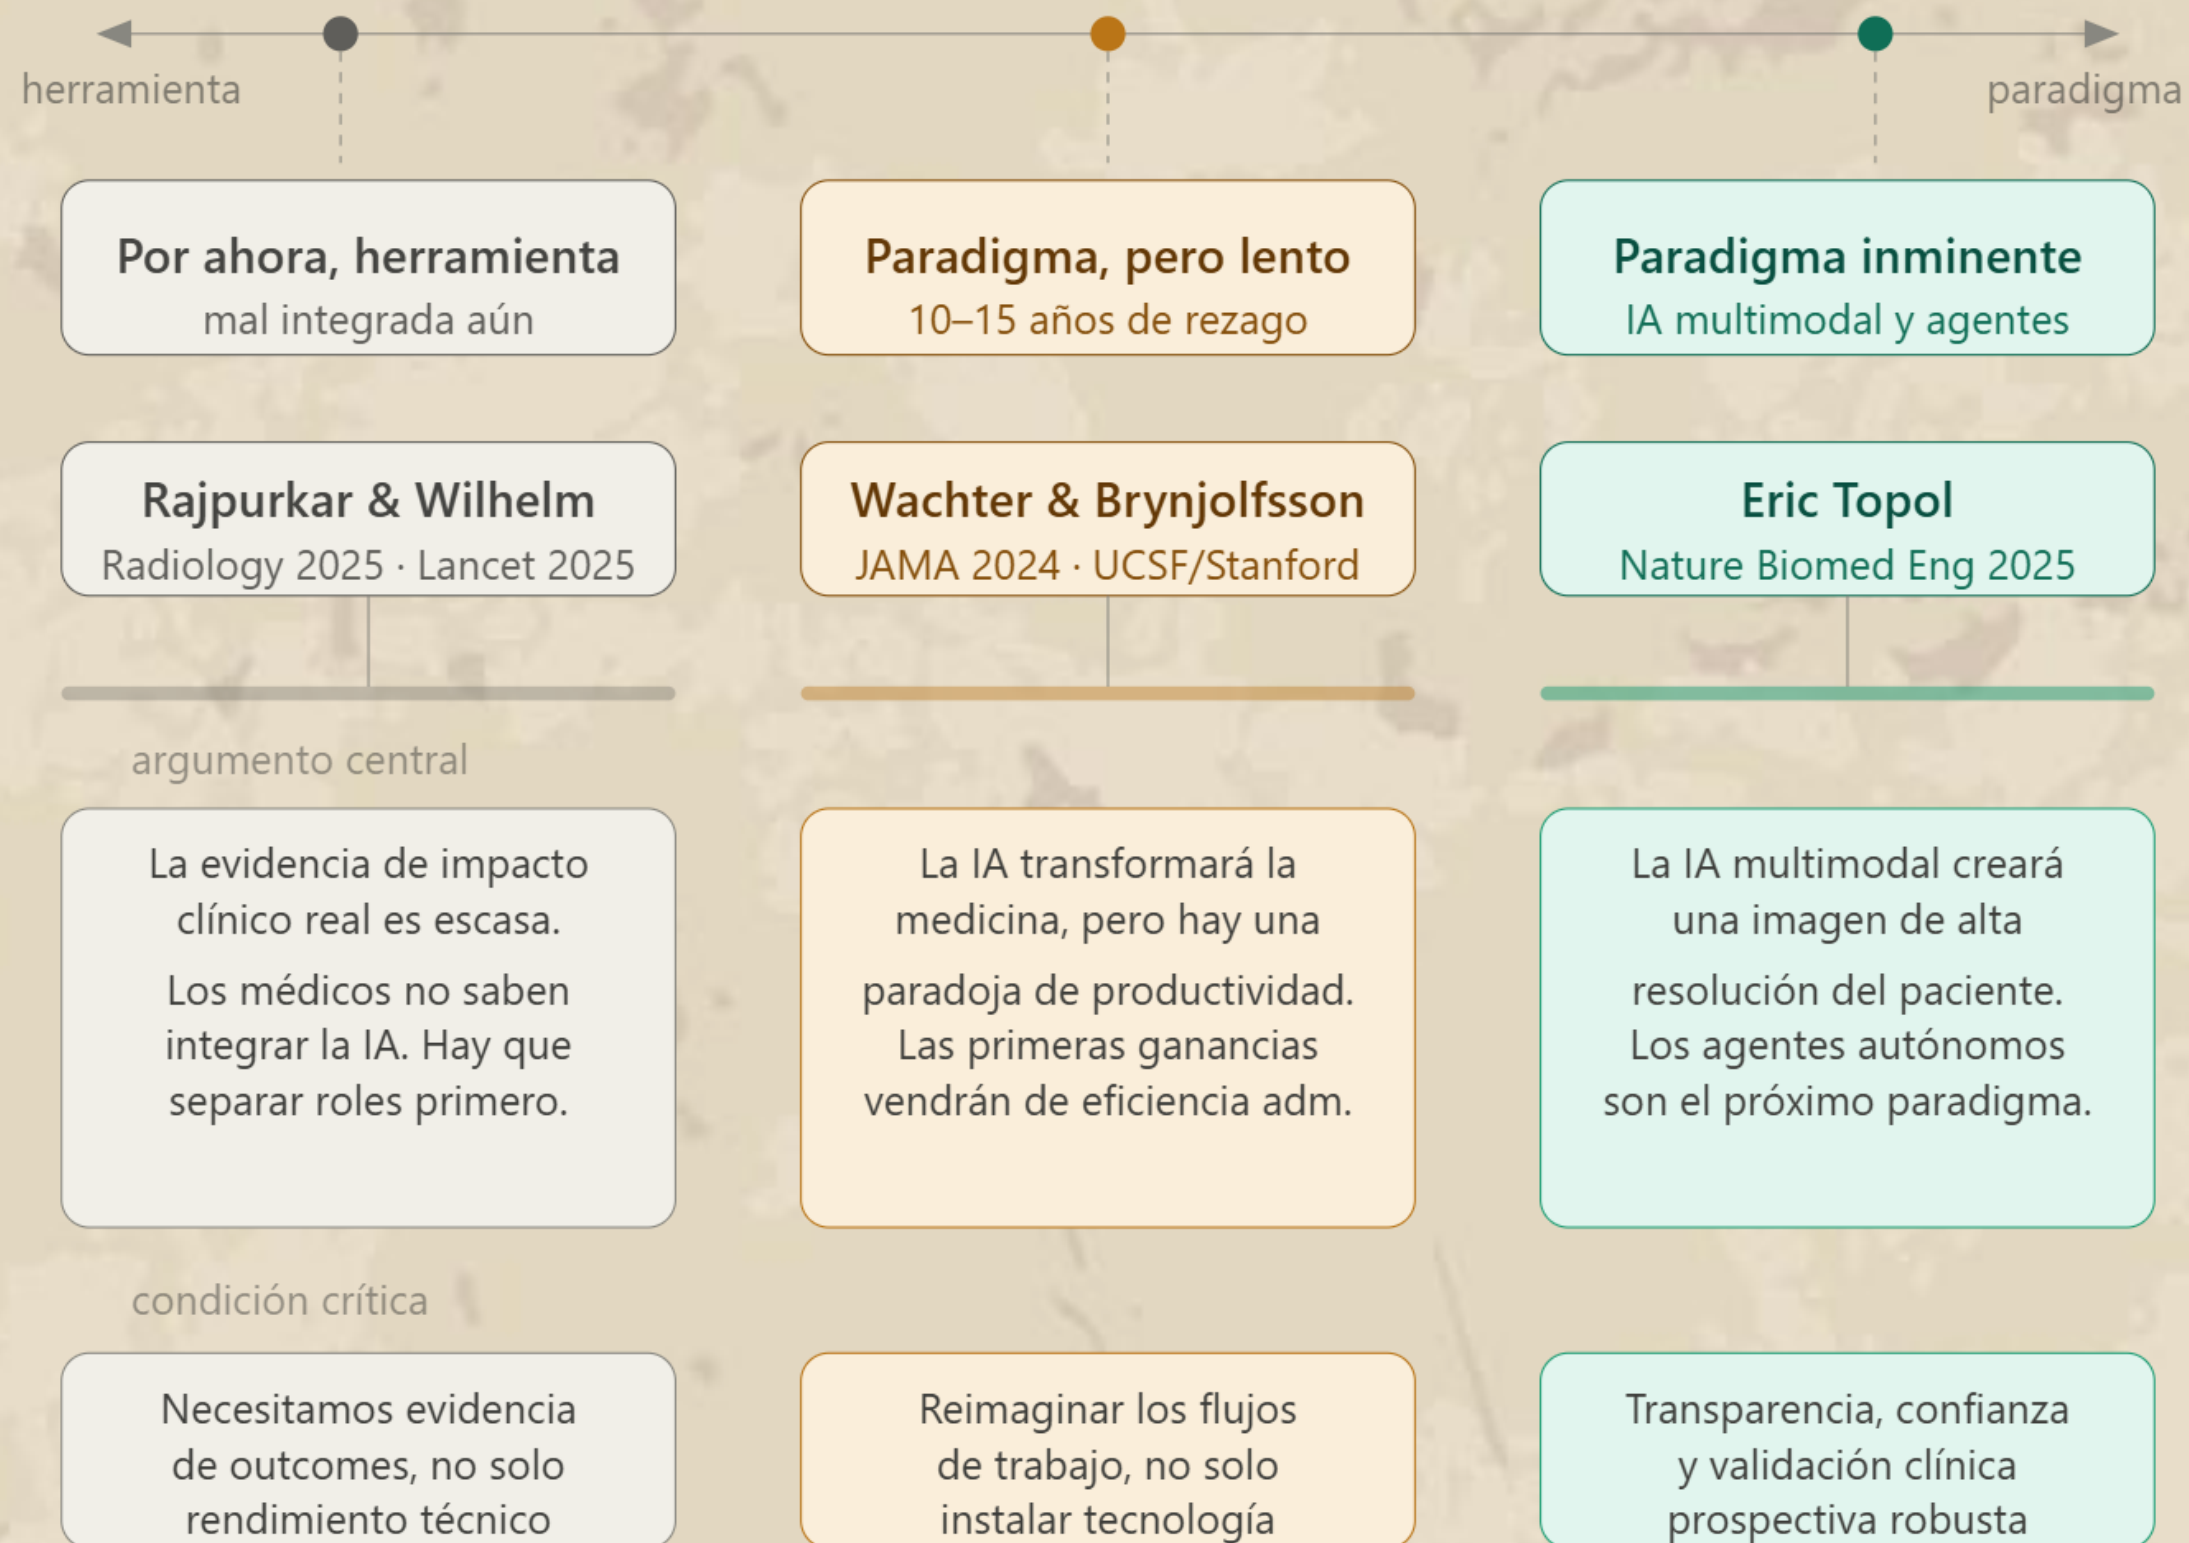 herramienta
paradigma
Por ahora, herramienta
mal integrada aún
Paradigma, pero lento
10–15 años de rezago
Paradigma inminente
IA multimodal y agentes
Rajpurkar & Wilhelm
Radiology 2025 · Lancet 2025
Wachter & Brynjolfsson
JAMA 2024 · UCSF/Stanford
Eric Topol
Nature Biomed Eng 2025
argumento central
La evidencia de impacto
clínico real es escasa.
Los médicos no saben
integrar la IA. Hay que
separar roles primero.
La IA transformará la
medicina, pero hay una
paradoja de productividad.
Las primeras ganancias
vendrán de eficiencia adm.
La IA multimodal creará
una imagen de alta
resolución del paciente.
Los agentes autónomos
son el próximo paradigma.
condición crítica
Necesitamos evidencia
de outcomes, no solo
rendimiento técnico
Reimaginar los flujos
de trabajo, no solo
instalar tecnología
Transparencia, confianza
y validación clínica
prospectiva robusta